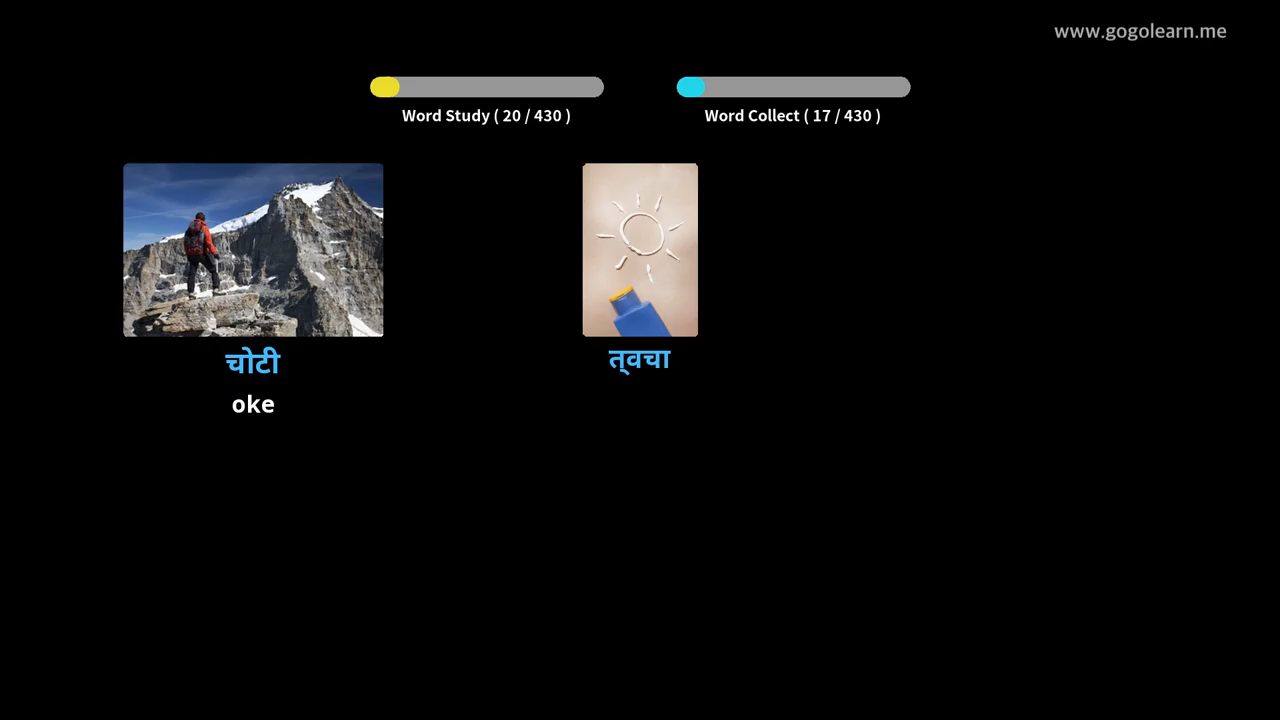 www.gogolearn.me
Word Study ( 20 / 430 )
Word Collect ( 17 / 430 )
चोटी
oke
त्वचा